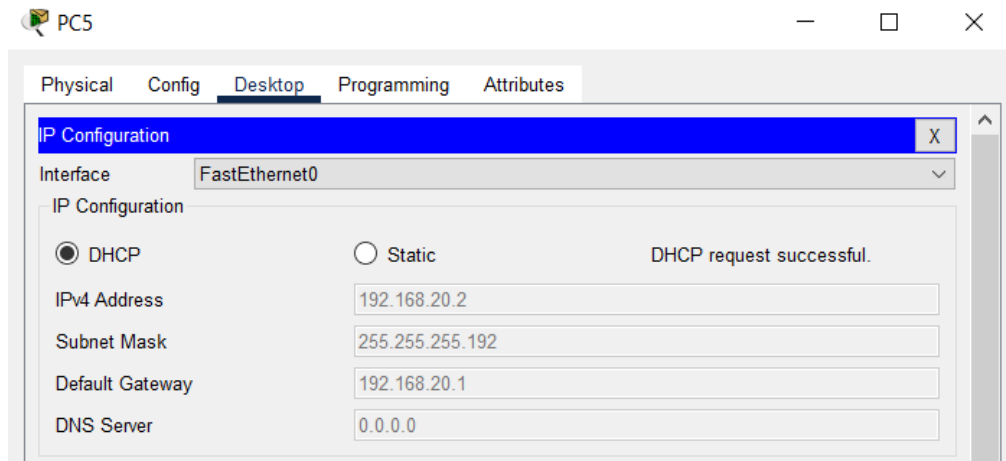 PC5
Physical Config Desktop Programming Attributes
IP Configuration X
Interface FastEthernet0
IP Configuration
DHCP Static DHCP request successful.
IPv4 Address 192.168.20.2
Subnet Mask 255.255.255.192
Default Gateway 192.168.20.1
DNS Server 0.0.0.0